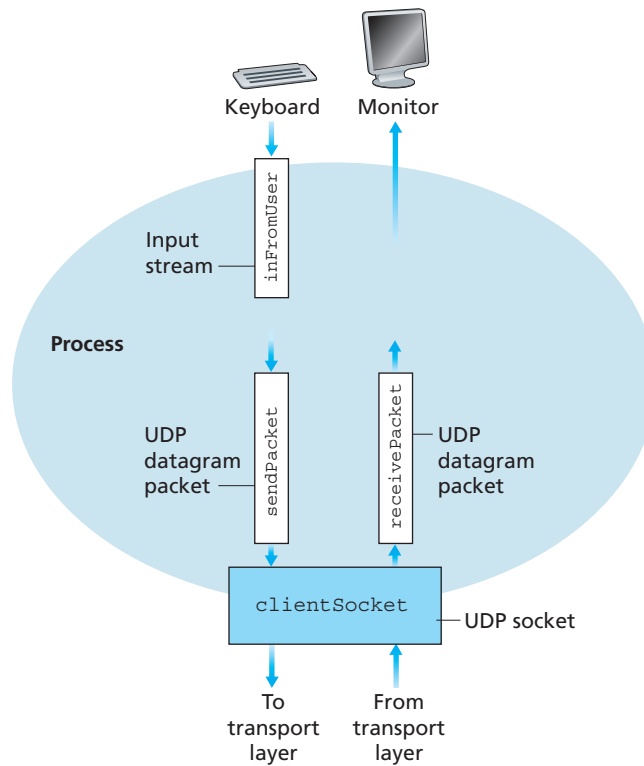 Keyboard
Monitor
inFromUser
Input
stream
Process
UDP
datagram
packet
sendPacket
receivePacket
UDP
datagram
packet
clientSocket
UDP socket
To
transport
layer
From
transport
layer